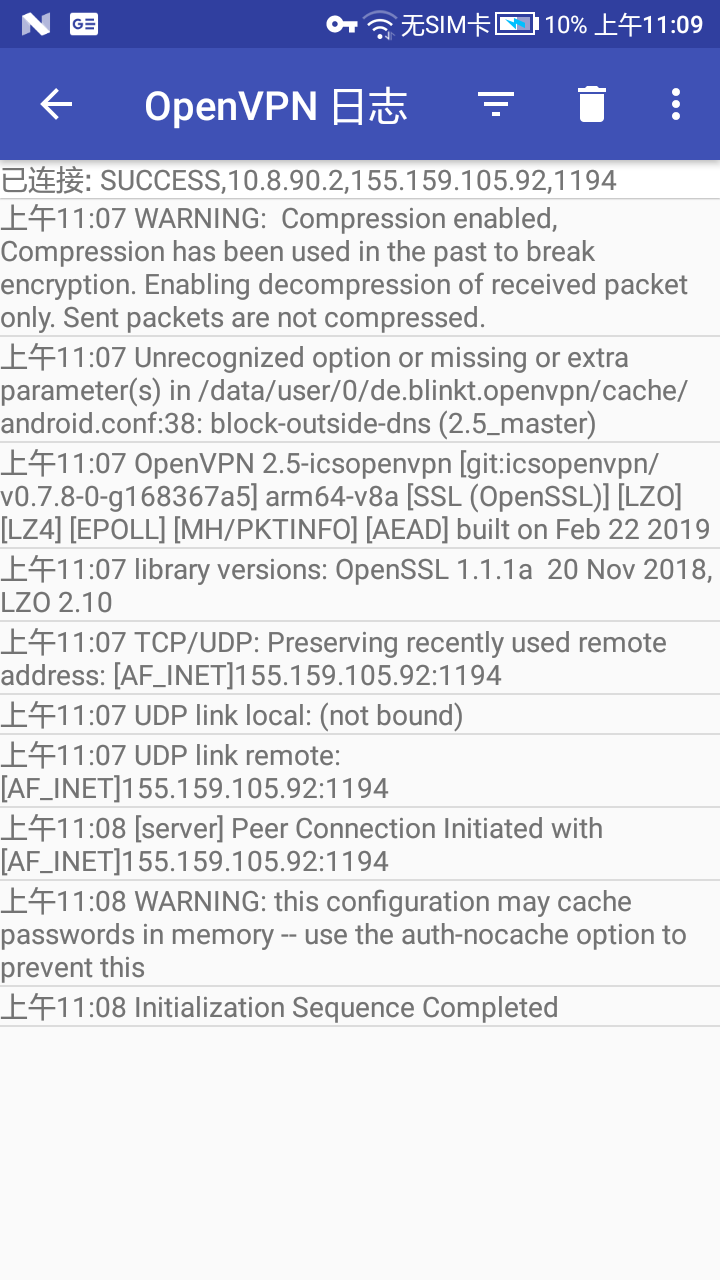 无SIM卡 10% 上午11:09
OpenVPN 日志
已连接: SUCCESS,10.8.90.2,155.159.105.92,1194
上午11:07 WARNING:  Compression enabled,
Compression has been used in the past to break
encryption. Enabling decompression of received packet
only. Sent packets are not compressed.
上午11:07 Unrecognized option or missing or extra
parameter(s) in /data/user/0/de.blinkt.openvpn/cache/
android.conf:38: block-outside-dns (2.5_master)
上午11:07 OpenVPN 2.5-icsopenvpn [git:icsopenvpn/
v0.7.8-0-g168367a5] arm64-v8a [SSL (OpenSSL)] [LZO]
[LZ4] [EPOLL] [MH/PKTINFO] [AEAD] built on Feb 22 2019
上午11:07 library versions: OpenSSL 1.1.1a  20 Nov 2018,
LZO 2.10
上午11:07 TCP/UDP: Preserving recently used remote
address: [AF_INET]155.159.105.92:1194
上午11:07 UDP link local: (not bound)
上午11:07 UDP link remote:
[AF_INET]155.159.105.92:1194
上午11:08 [server] Peer Connection Initiated with
[AF_INET]155.159.105.92:1194
上午11:08 WARNING: this configuration may cache
passwords in memory -- use the auth-nocache option to
prevent this
上午11:08 Initialization Sequence Completed